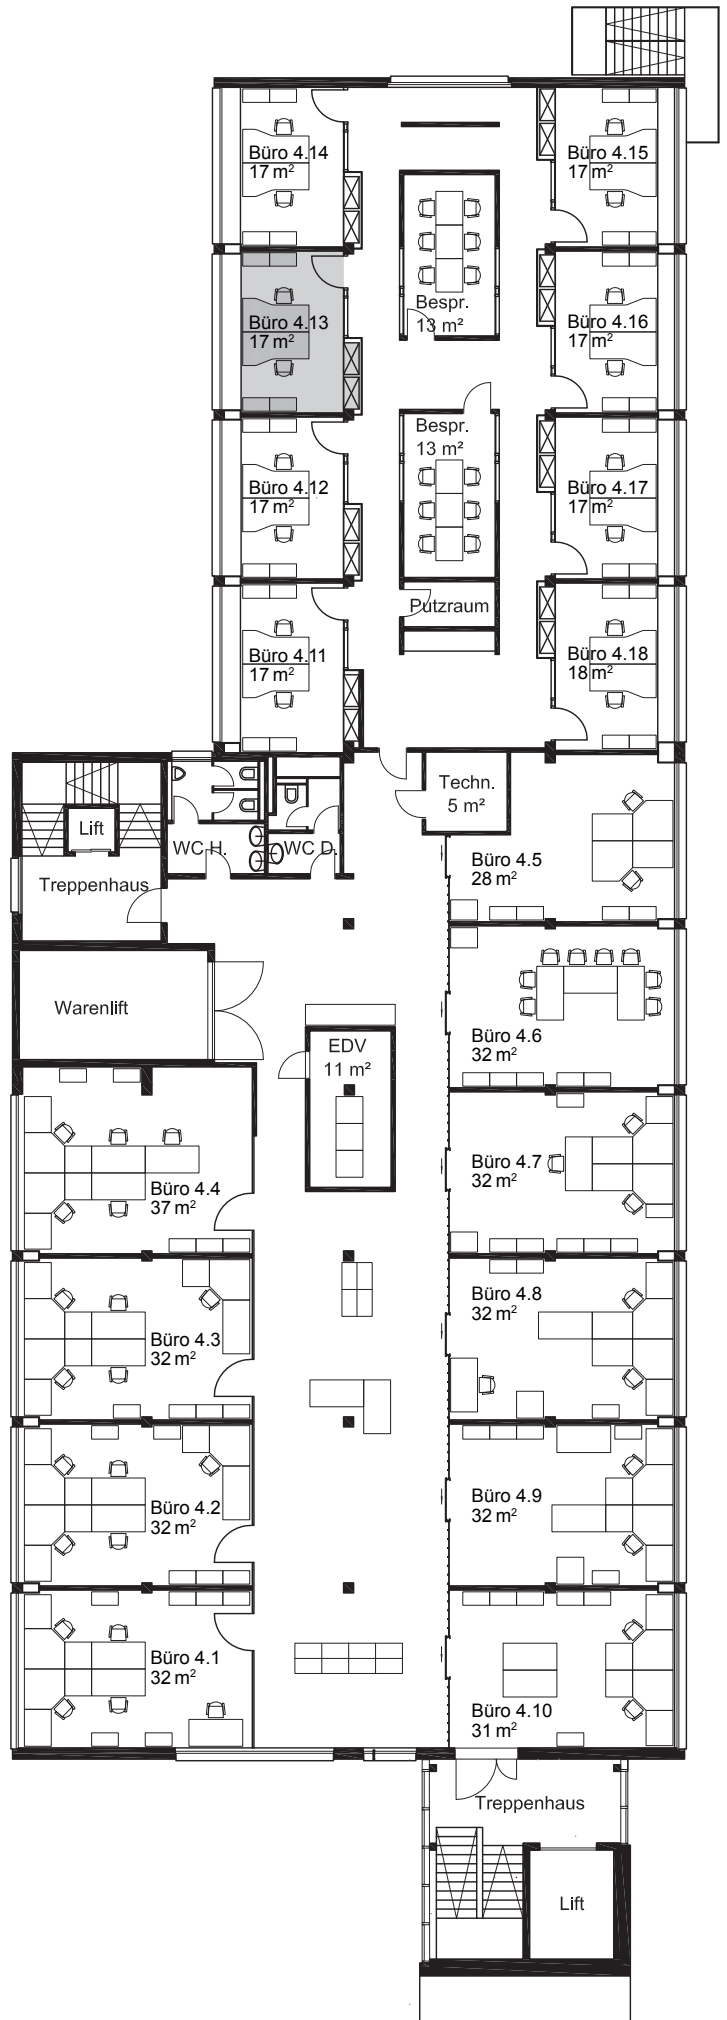 Büro 4.14
17 m²
Büro 4.15
17 m²
Bespr.
13 m²
Büro 4.13
17 m²
Büro 4.16
17 m²
Bespr.
13 m²
Büro 4.12
17 m²
Büro 4.17
17 m²
Putzraum
Büro 4.11
17 m²
Büro 4.18
18 m²
Techn.
5 m²
Lift
WC H.
WC D.
Treppenhaus
Büro 4.5
28 m²
Warenlift
Büro 4.6
32 m²
EDV
11 m²
Büro 4.4
37 m²
Büro 4.7
32 m²
Büro 4.3
32 m²
Büro 4.8
32 m²
Büro 4.2
32 m²
Büro 4.9
32 m²
Büro 4.1
32 m²
Büro 4.10
31 m²
Treppenhaus
Lift